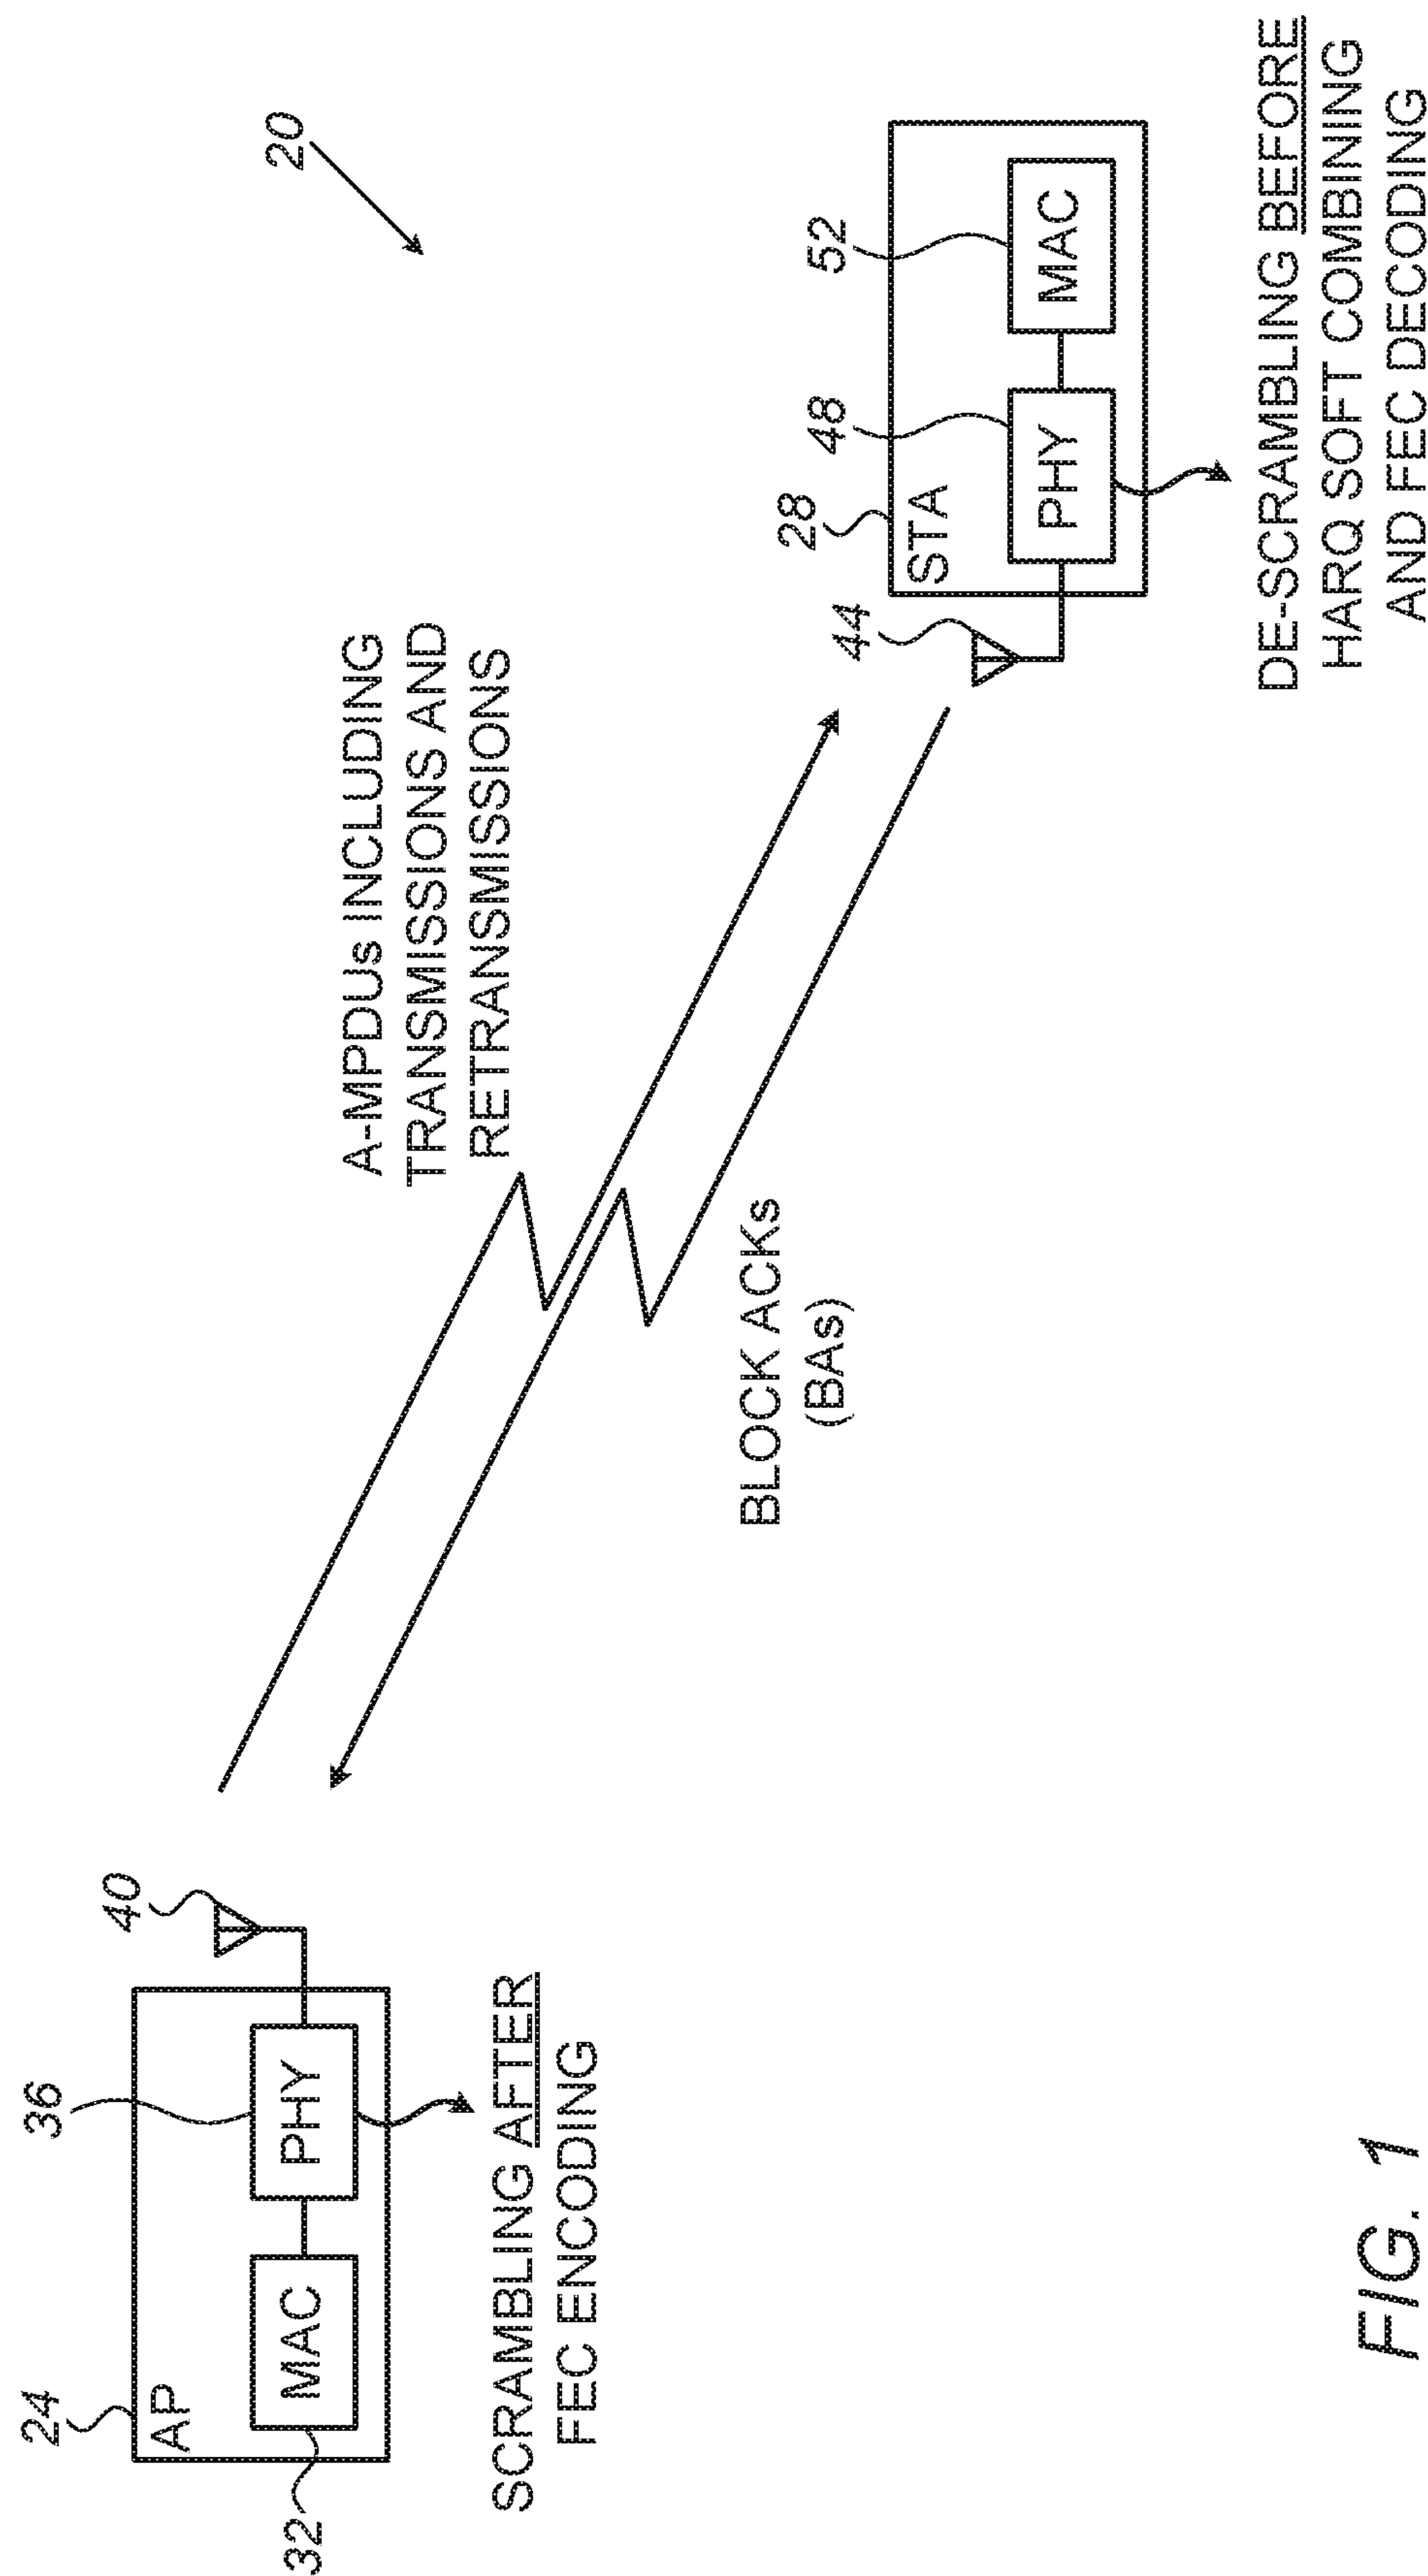 20
A-MPDUs INCLUDING
TRANSMISSIONS AND
RETRANSMISSIONS
24
AP
32
MAC
36
PHY
40
SCRAMBLING AFTER
FEC ENCODING
BLOCK ACKs
(BAs)
44
28
STA
48
PHY
52
MAC
DE-SCRAMBLING BEFORE
HARQ SOFT COMBINING
AND FEC DECODING
FIG. 1